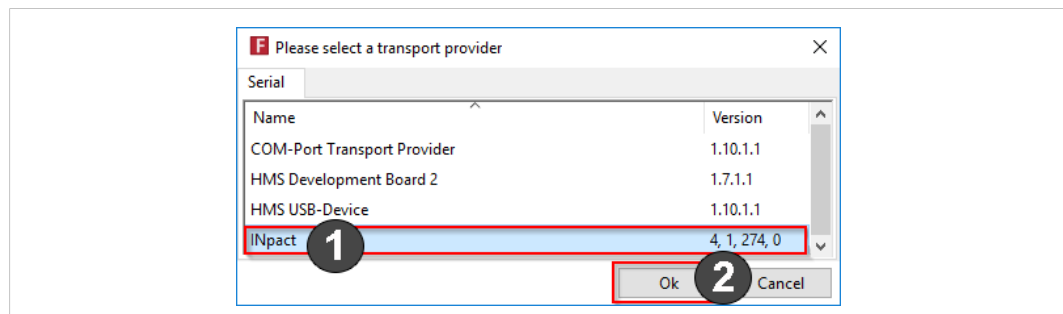 F Please select a transport provider
Serial
Name Version
COM-Port Transport Provider 1.10.1.1
HMS Development Board 2 1.7.1.1
HMS USB-Device 1.10.1.1
INpact 1 4, 1, 274, 0
Ok 2 Cancel